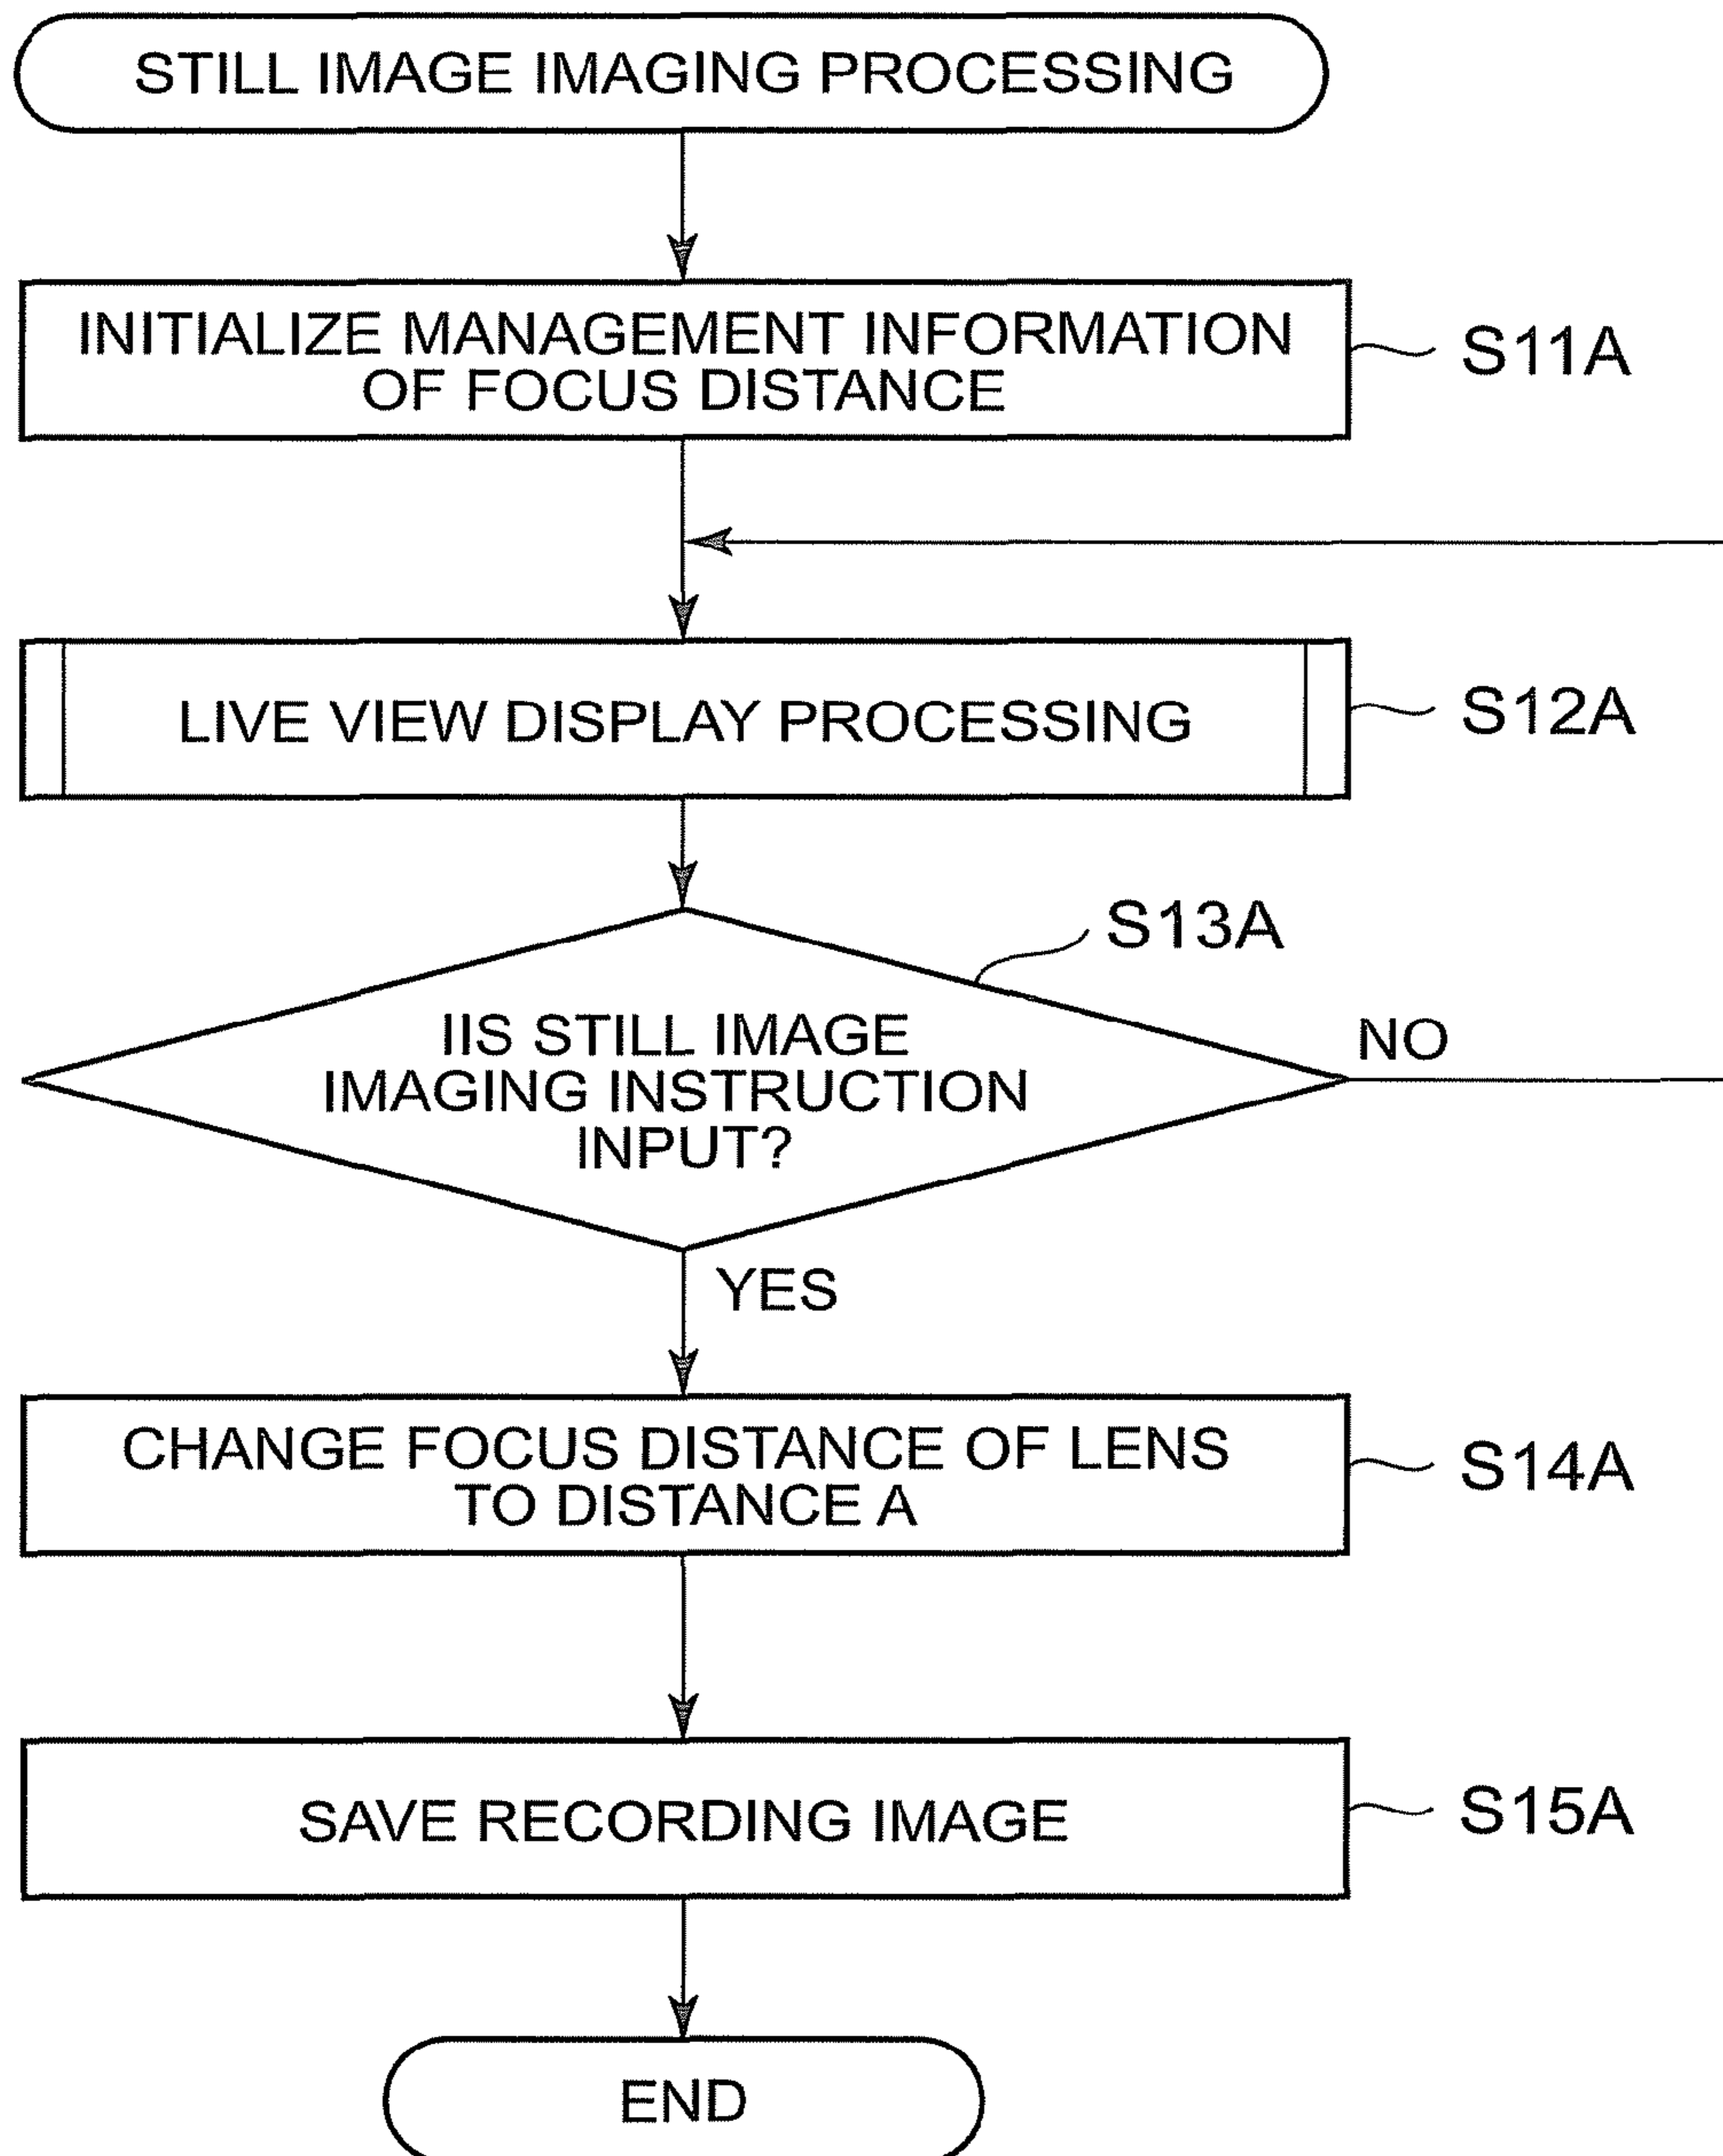 STILL IMAGE IMAGING PROCESSING
INITIALIZE MANAGEMENT INFORMATION
OF FOCUS DISTANCE
S11A
LIVE VIEW DISPLAY PROCESSING
S12A
S13A
IIS STILL IMAGE
IMAGING INSTRUCTION
INPUT?
NO
YES
CHANGE FOCUS DISTANCE OF LENS
TO DISTANCE A
S14A
SAVE RECORDING IMAGE
S15A
END